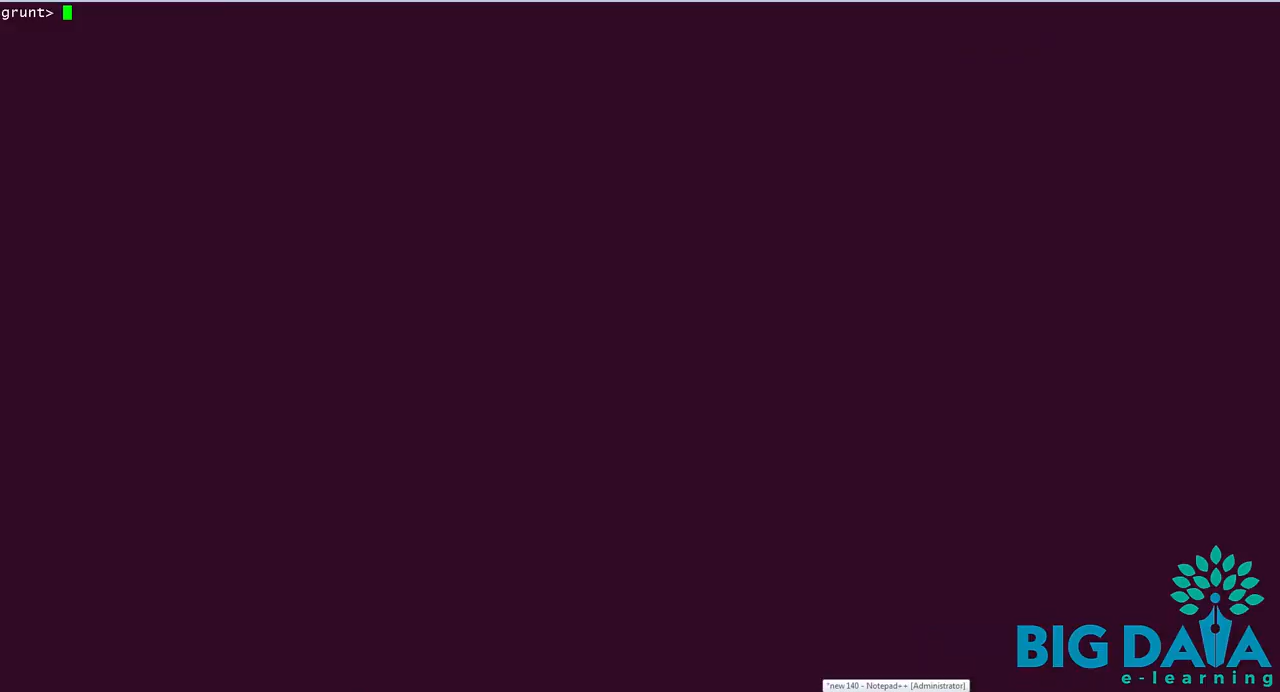 grunt>
BIG DATA
e-learning
*new 140 - Notepad++ [Administrator]